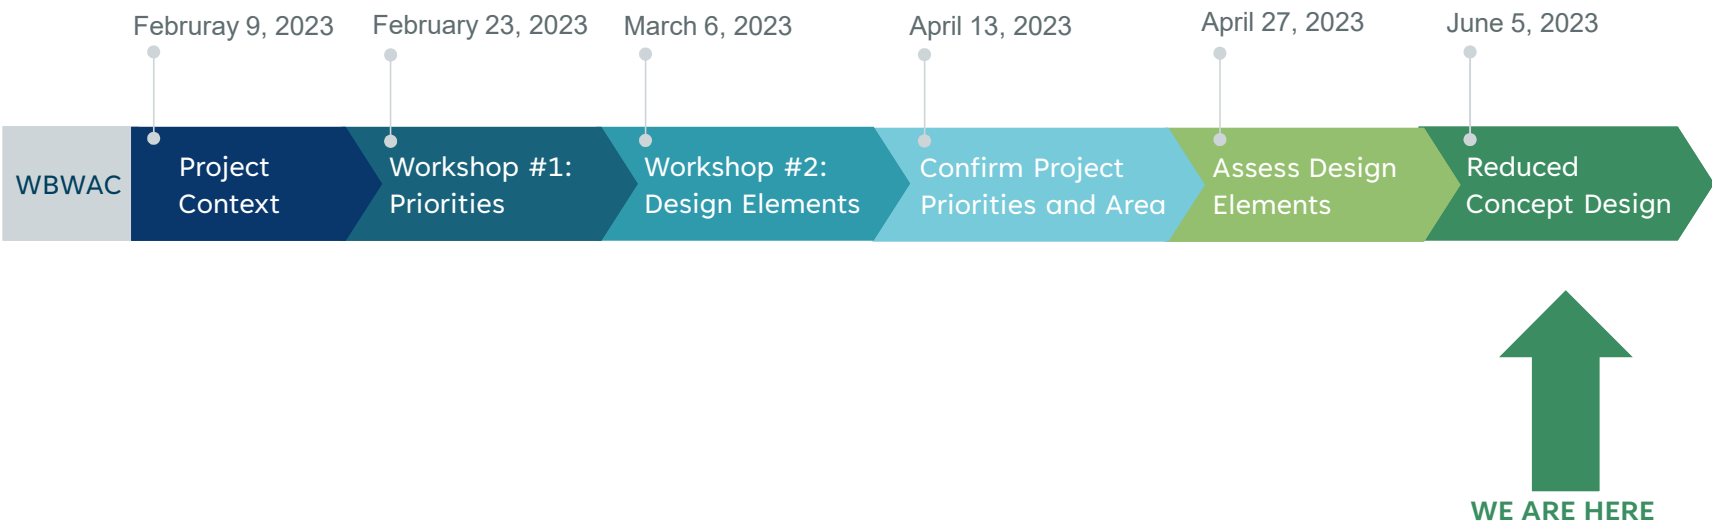 Februray 9, 2023
February 23, 2023
March 6, 2023
April 13, 2023
April 27, 2023
June 5, 2023
WBWAC
Project
Context
Workshop #1:
Priorities
Workshop #2:
Design Elements
Confirm Project
Priorities and Area
Assess Design
Elements
Reduced
Concept Design
WE ARE HERE